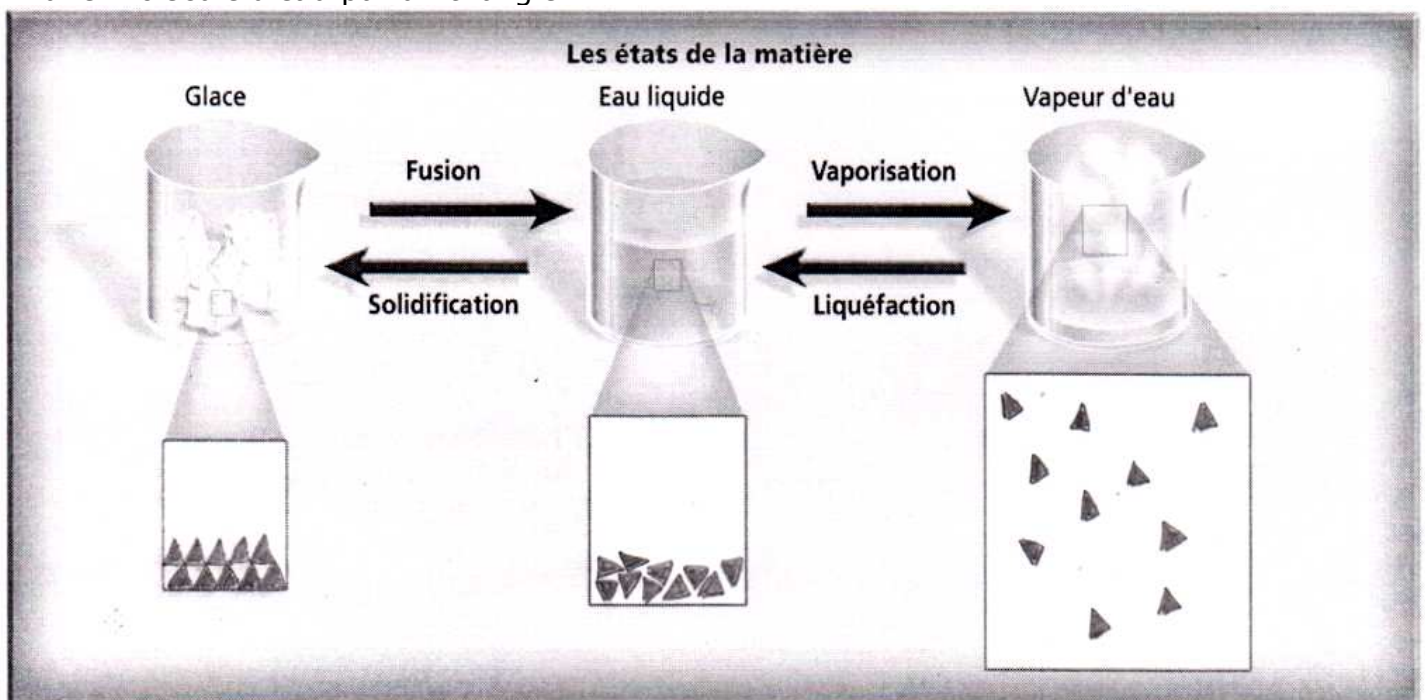 Les états de la matière
Glace
Eau liquide
Vapeur d'eau
Fusion
Vaporisation
Solidification
Liquéfaction